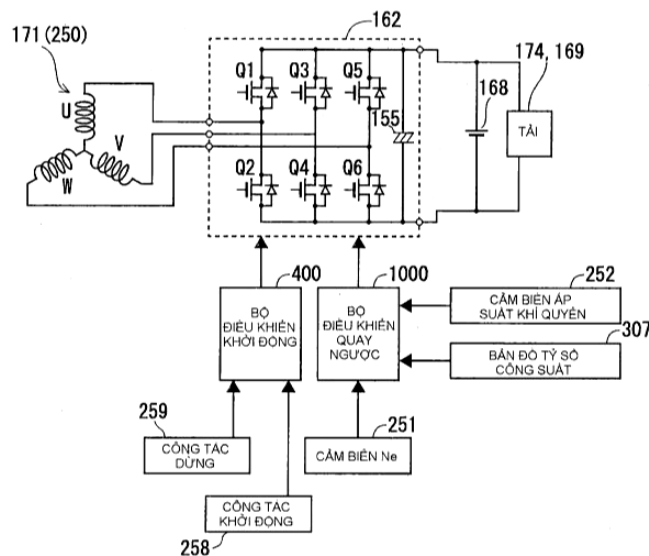 171 (250)
162
174, 169
Q1
Q3
Q5
168
155
TẢI
U
V
W
Q2
Q4
Q6
400
1000
252
BỘ
ĐIỀU KHIỂN
KHỞI ĐỘNG
BỘ
ĐIỀU KHIỂN
QUAY
NGƯỢC
CẢM BIẾN ÁP
SUẤT KHÍ QUYỂN
307
BẢN ĐỒ TỶ SỐ
CÔNG SUẤT
259
251
CÔNG TẮC
DỪNG
CẢM BIẾN Ne
CÔNG TẮC
KHỞI ĐỘNG
258